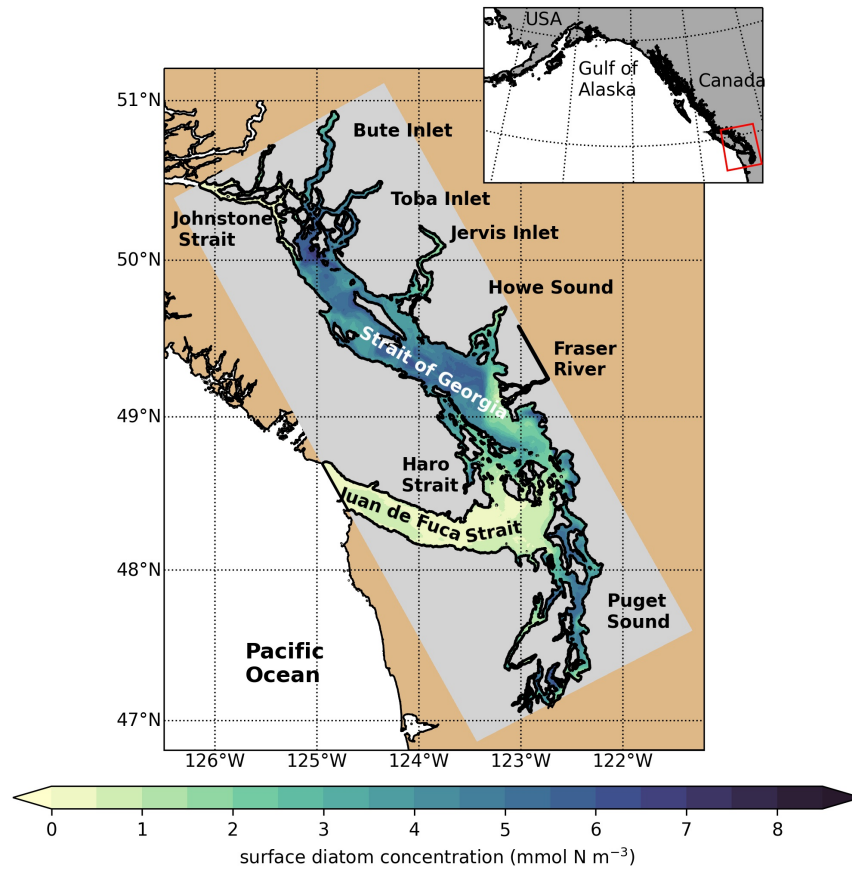 USA
Gulf of
Alaska
Canada
51°N
50°N
49°N
48°N
47°N
Bute Inlet
Toba Inlet
Johnstone
Strait
Jervis Inlet
Howe Sound
Fraser
River
Strait of Georgia
Haro
Strait
Juan de Fuca Strait
Puget
Sound
Pacific
Ocean
126°W
125°W
124°W
123°W
122°W
0
1
2
3
4
5
6
7
8
surface diatom concentration (mmol N m⁻³)